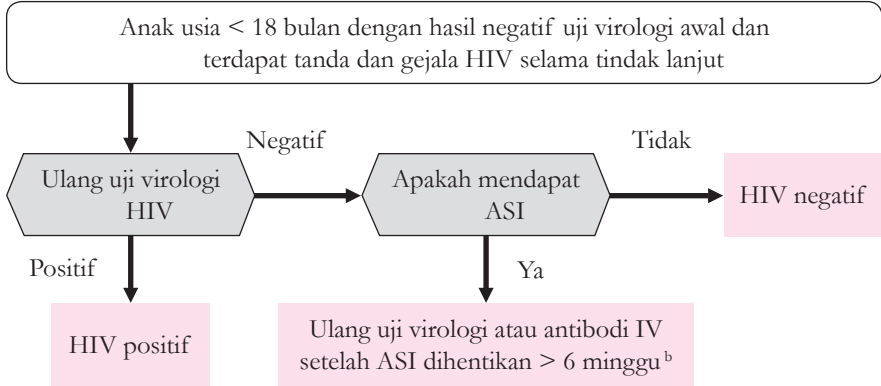 Anak usia < 18 bulan dengan hasil negatif uji virologi awal dan
terdapat tanda dan gejala HIV selama tindak lanjut
Negatif
Tidak
Ulang uji virologi
HIV
Apakah mendapat
ASI
HIV negatif
Positif
Ya
HIV positif
Ulang uji virologi atau antibodi IV
setelah ASI dihentikan > 6 minggu b